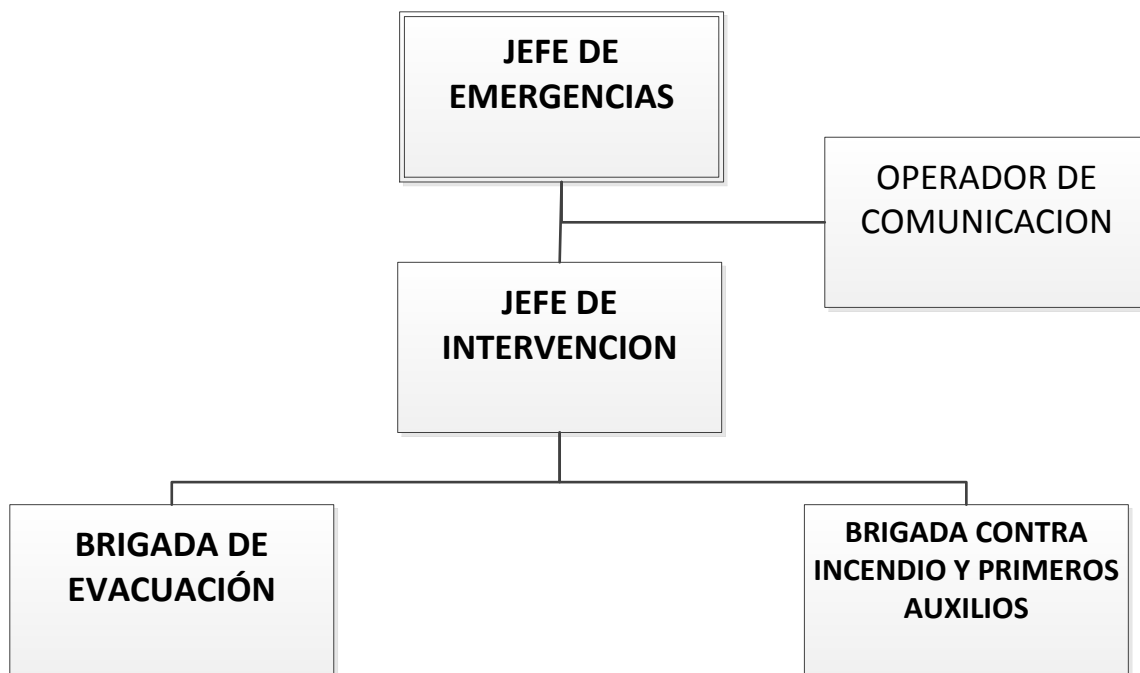 JEFE DE
EMERGENCIAS
OPERADOR DE
COMUNICACION
JEFE DE
INTERVENCION
BRIGADA DE
EVACUACIÓN
BRIGADA CONTRA
INCENDIO Y PRIMEROS
AUXILIOS